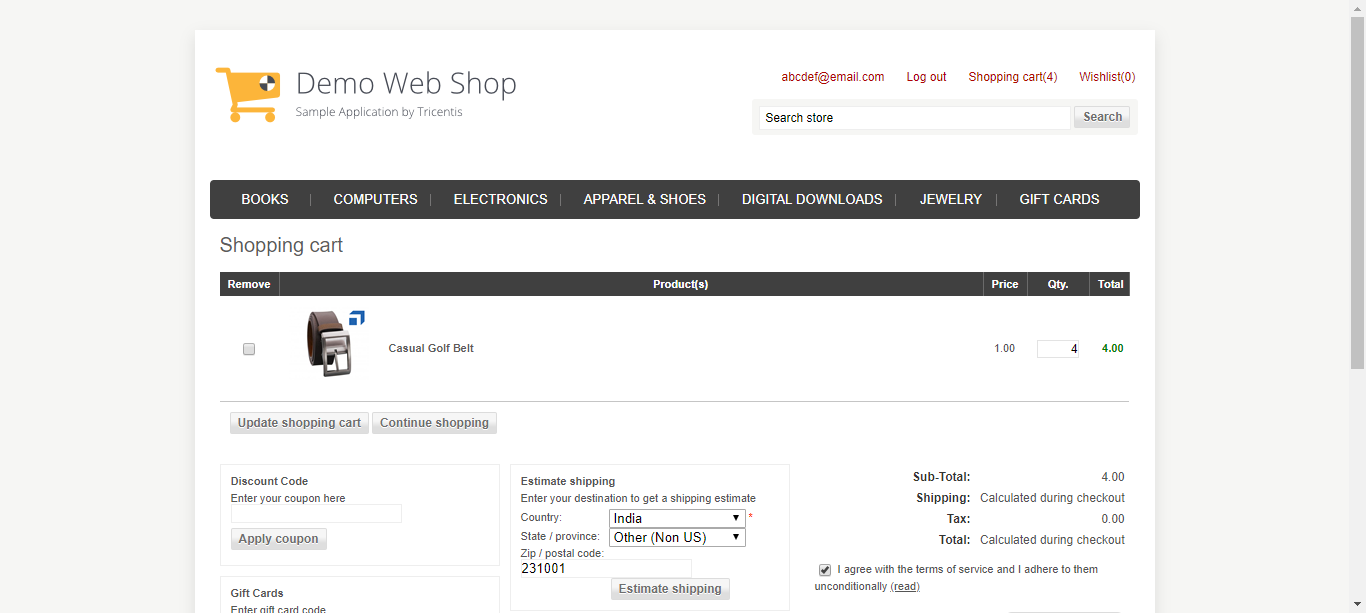 Demo Web Shop
Sample Application by Tricentis
abcdef@email.com Log out Shopping cart(4) Wishlist(0)
Search store Search
BOOKS COMPUTERS ELECTRONICS APPAREL & SHOES DIGITAL DOWNLOADS JEWELRY GIFT CARDS
Shopping cart
Remove Product(s) Price Qty. Total
Casual Golf Belt 1.00 4 4.00
Update shopping cart Continue shopping
Discount Code
Enter your coupon here
Apply coupon
Gift Cards
Enter gift card code
Estimate shipping
Enter your destination to get a shipping estimate
Country: India *
State / province: Other (Non US)
Zip / postal code:
231001
Estimate shipping
Sub-Total: 4.00
Shipping: Calculated during checkout
Tax: 0.00
Total: Calculated during checkout
I agree with the terms of service and I adhere to them
unconditionally (read)